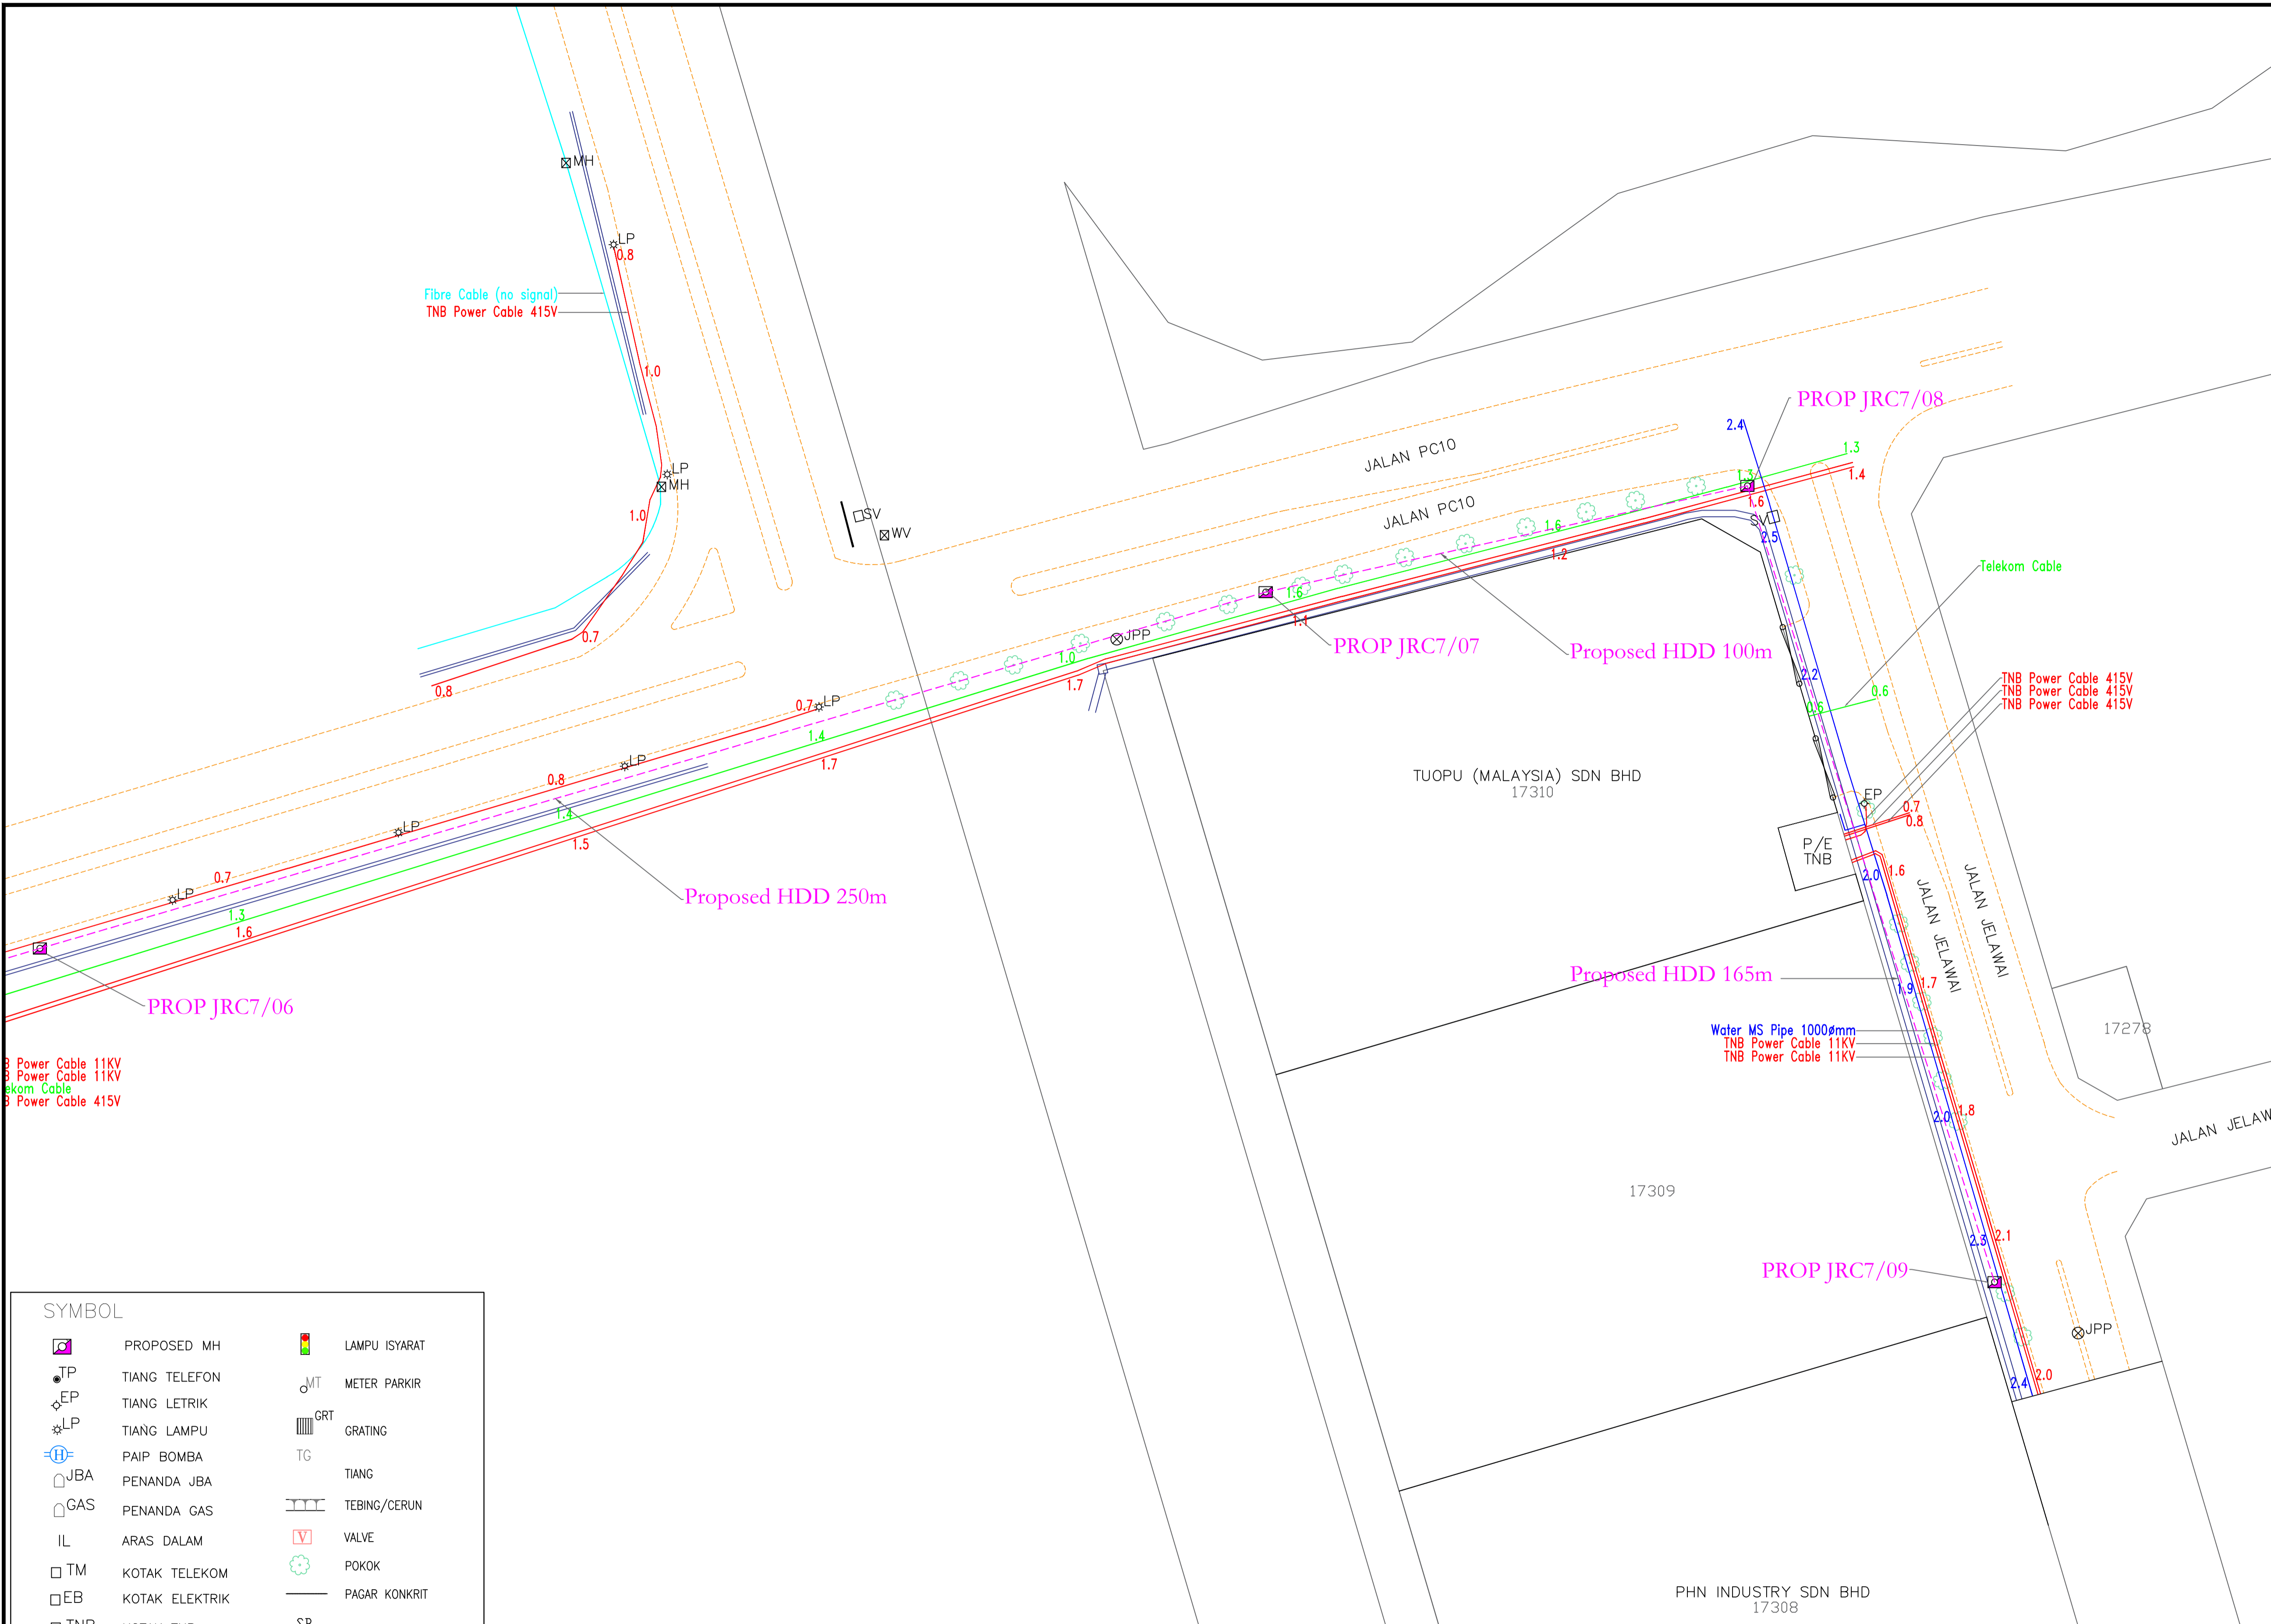 MH
LP
0.8
Fibre Cable (no signal)
TNB Power Cable 415V
1.0
LP
MH
1.0
0.7
0.8
SV
WV
JALAN PC10
JALAN PC10
PROP JRC7/08
2.4
1.3
1.3
1.4
1.6
SV
2.5
1.6
1.2
Telekom Cable
1.6
1.1
PROP JRC7/07
Proposed HDD 100m
JPP
1.0
1.7
2.2
0.6
0.6
TNB Power Cable 415V
TNB Power Cable 415V
TNB Power Cable 415V
0.7
LP
1.4
1.7
LP
0.8
1.4
1.5
LP
0.7
LP
1.3
1.6
Proposed HDD 250m
PROP JRC7/06
TUOPU (MALAYSIA) SDN BHD
17310
EP
0.7
0.8
P/E
TNB
2.0
1.6
JALAN JELAWAI
JALAN JELAWAI
Proposed HDD 165m
1.9
1.7
Water MS Pipe 1000ømm
TNB Power Cable 11KV
TNB Power Cable 11KV
17278
2.0
1.8
JALAN JELAW
B Power Cable 11KV
B Power Cable 11KV
ekom Cable
B Power Cable 415V
17309
2.3
2.1
PROP JRC7/09
JPP
2.4
2.0
PHN INDUSTRY SDN BHD
17308
SYMBOL
PROPOSED MH
LAMPU ISYARAT
TP TIANG TELEFON
MT METER PARKIR
EP TIANG LETRIK
LP TIANG LAMPU
GRT GRATING
H PAIP BOMBA
TG
TIANG
JBA PENANDA JBA
GAS PENANDA GAS
TEBING/CERUN
IL ARAS DALAM
V VALVE
TM KOTAK TELEKOM
POKOK
EB KOTAK ELEKTRIK
PAGAR KONKRIT